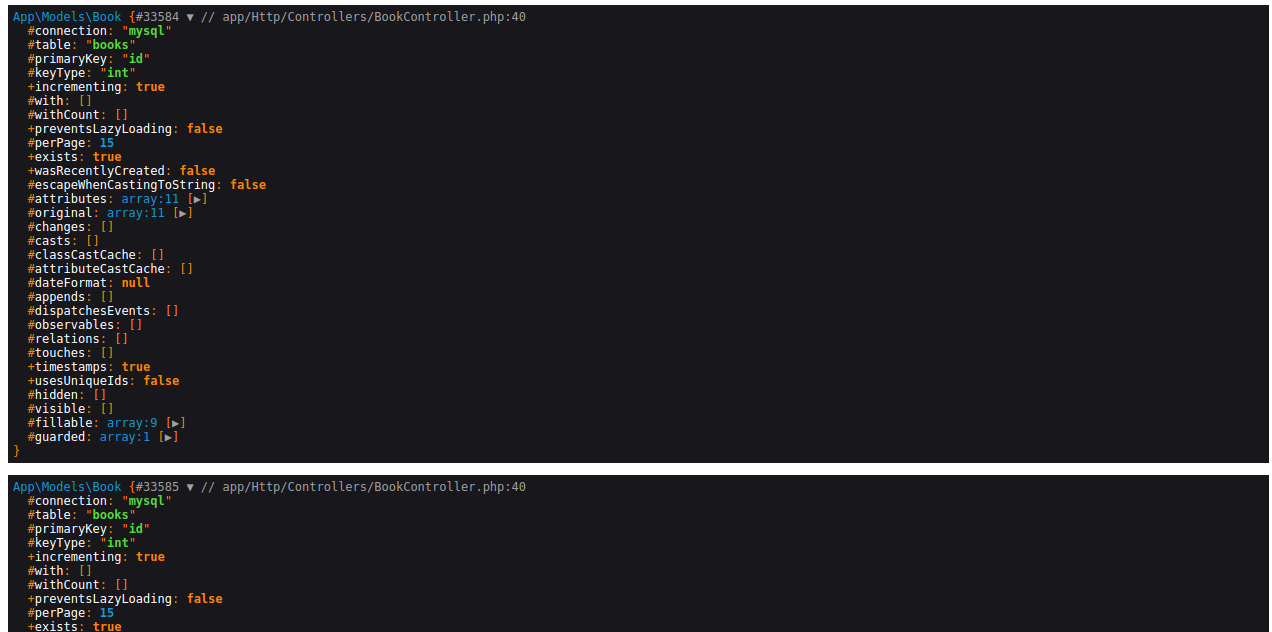 App\Models\Book {#33584 ▼ // app/Http/Controllers/BookController.php:40
#connection: "mysql"
#table: "books"
#primaryKey: "id"
#keyType: "int"
+incrementing: true
#with: []
#withCount: []
+preventsLazyLoading: false
#perPage: 15
+exists: true
+wasRecentlyCreated: false
#escapeWhenCastingToString: false
#attributes: array:11 [▶]
#original: array:11 [▶]
#changes: []
#casts: []
#classCastCache: []
#attributeCastCache: []
#dateFormat: null
#appends: []
#dispatchesEvents: []
#observables: []
#relations: []
#touches: []
+timestamps: true
+usesUniqueIds: false
#hidden: []
#visible: []
#fillable: array:9 [▶]
#guarded: array:1 [▶]
}
App\Models\Book {#33585 ▼ // app/Http/Controllers/BookController.php:40
#connection: "mysql"
#table: "books"
#primaryKey: "id"
#keyType: "int"
+incrementing: true
#with: []
#withCount: []
+preventsLazyLoading: false
#perPage: 15
+exists: true